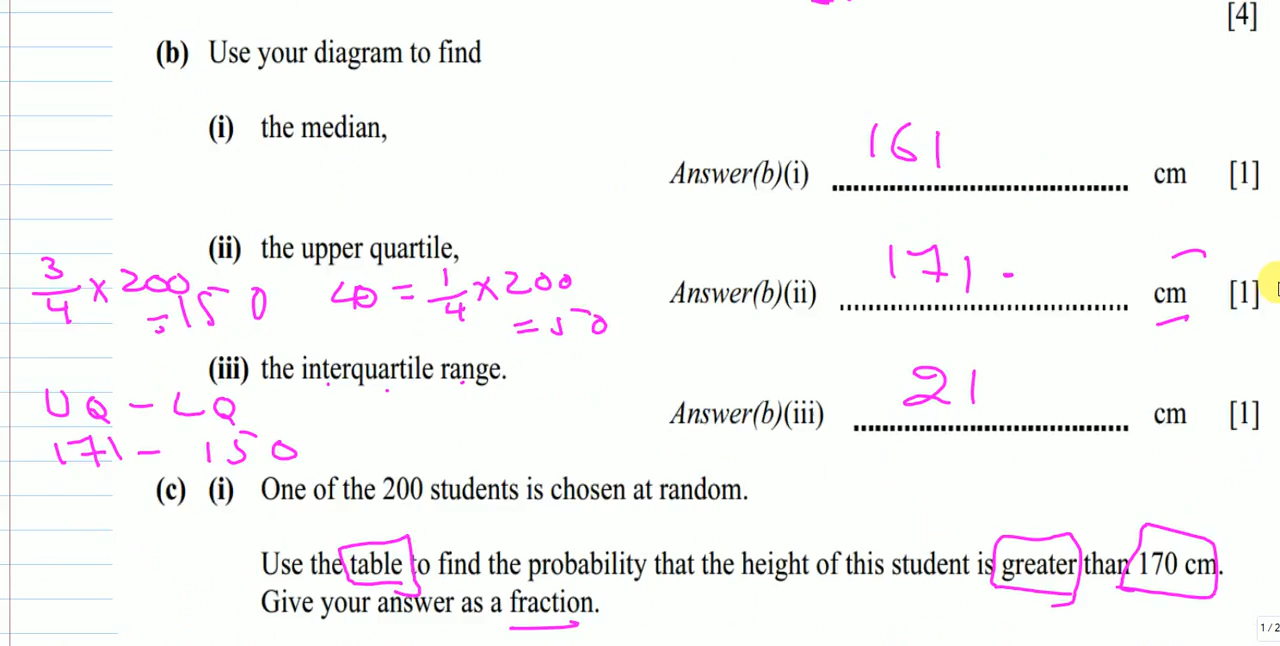 [4]
(b) Use your diagram to find
(i) the median,
161
Answer(b)(i) ........................................ cm [1]
(ii) the upper quartile,
3/4 × 200 = 150
LQ = 1/4 × 200 = 50
171
Answer(b)(ii) ........................................ cm [1]
(iii) the interquartile range.
UQ - LQ
171 - 150
21
Answer(b)(iii) ........................................ cm [1]
(c) (i) One of the 200 students is chosen at random.
Use the table to find the probability that the height of this student is greater than 170 cm.
Give your answer as a fraction.
1 / 2